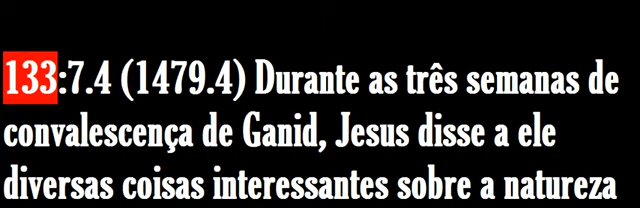 133:7.4 (1479.4) Durante as três semanas de
convalescença de Ganid, Jesus disse a ele
diversas coisas interessantes sobre a natureza